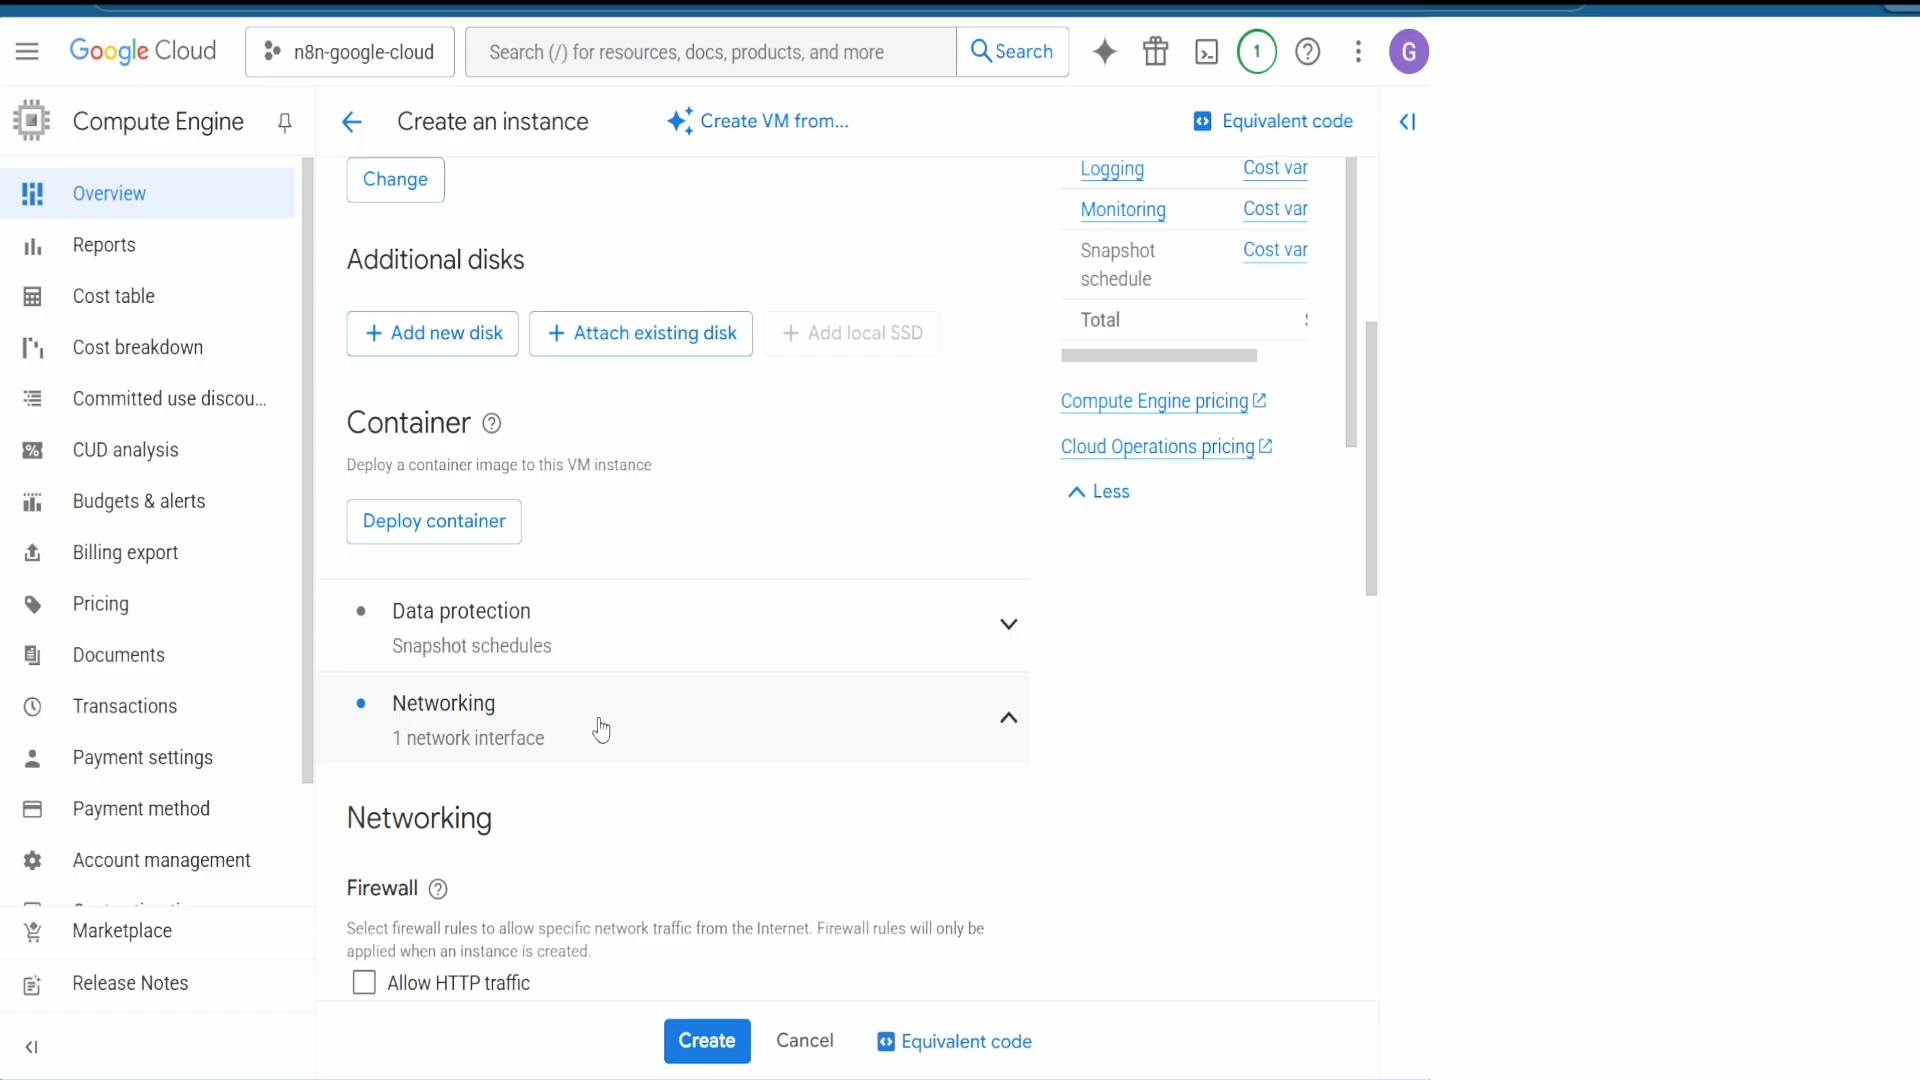 Google Cloud
n8n-google-cloud
Search (/) for resources, docs, products, and more
Search
1
G
Compute Engine
Create an instance
Create VM from...
Equivalent code
Overview
Reports
Cost table
Cost breakdown
Committed use discou...
CUD analysis
Budgets & alerts
Billing export
Pricing
Documents
Transactions
Payment settings
Payment method
Account management
Marketplace
Release Notes
Change
Additional disks
Add new disk
Attach existing disk
Add local SSD
Container
Deploy a container image to this VM instance
Deploy container
Data protection
Snapshot schedules
Networking
1 network interface
Networking
Firewall
Select firewall rules to allow specific network traffic from the Internet. Firewall rules will only be
applied when an instance is created.
Allow HTTP traffic
Logging Cost var
Monitoring Cost var
Snapshot Cost var
schedule
Total
Compute Engine pricing
Cloud Operations pricing
Less
Create
Cancel
Equivalent code